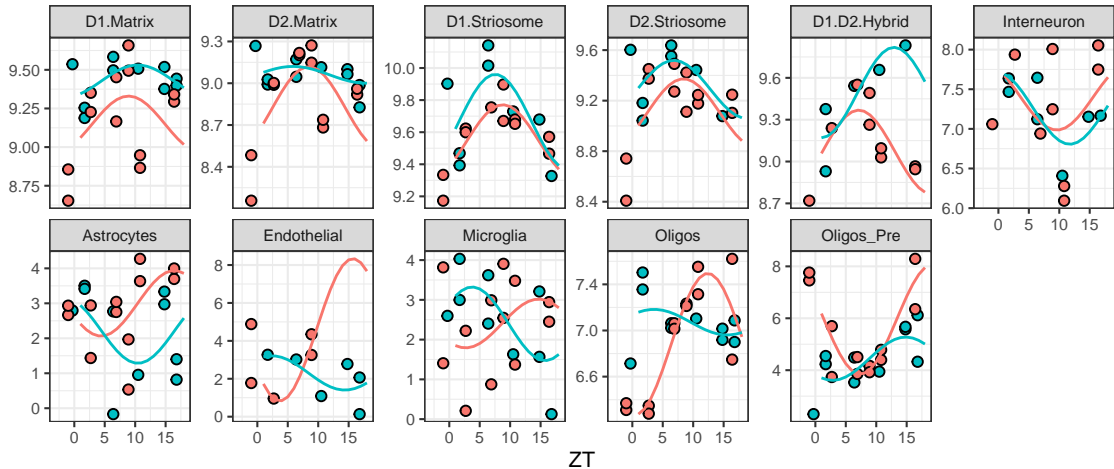 D1.Matrix D2.Matrix D1.Striosome D2.Striosome D1.D2.Hybrid Interneuron
9.50 9.25 9.00 8.75
9.3 9.0 8.7 8.4
10.0 9.8 9.6 9.4 9.2
9.6 9.2 8.8 8.4
9.6 9.3 9.0 8.7
8.0 7.5 7.0 6.5 6.0
Astrocytes Endothelial Microglia Oligos Oligos_Pre
4 3 2 1 0
8 6 4 2 0
4 3 2 1 0
7.5 7.0 6.6
8 6 4
0 5 10 15 0 5 10 15 0 5 10 15 0 5 10 15 0 5 10 15 0 5 10 15
ZT